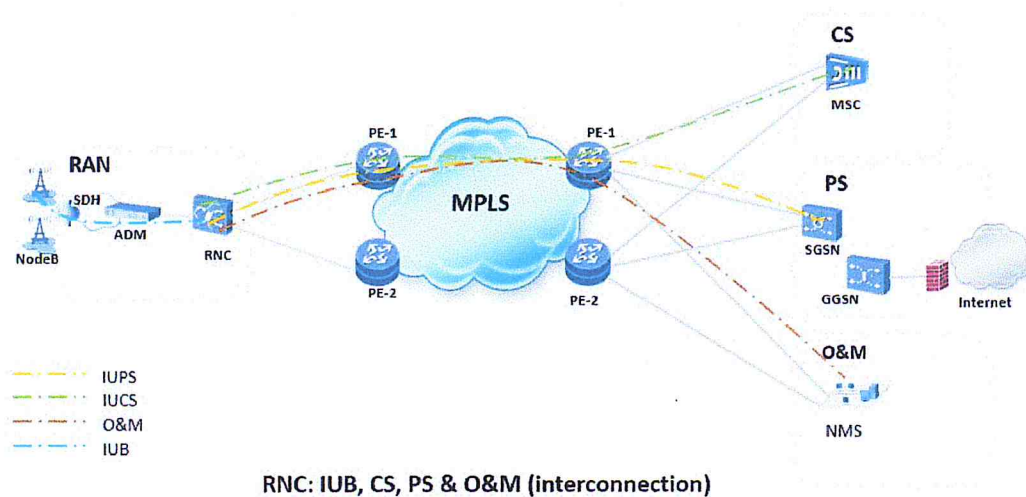 CS
MSC
PE-1
PE-1
RAN
SDH
MPLS
PS
ADM
NodeB
RNC
SGSN
PE-2
PE-2
GGSN
Internet
O&M
IUPS
IUCS
O&M
IUB
NMS
RNC: IUB, CS, PS & O&M (interconnection)